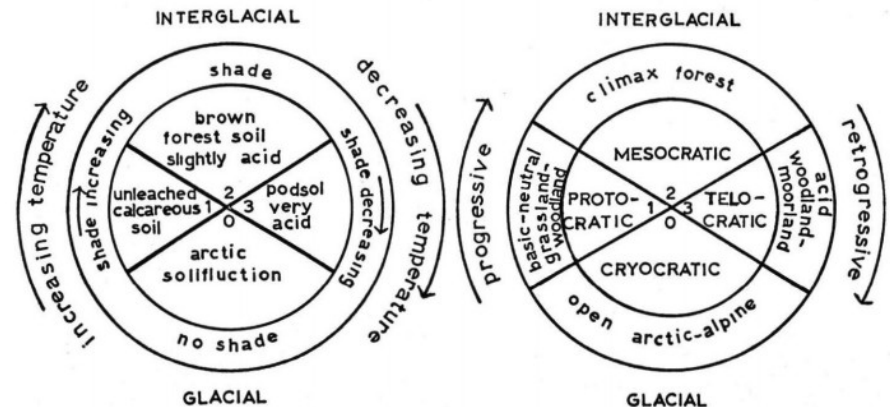 INTERGLACIAL
shade
increasing temperature
decreasing temperature
shade increasing
shade decreasing
brown
forest soil
slightly acid
unleached
calcareous
soil
1
2
3
0
podsol
very
acid
arctic
solifluction
no shade
GLACIAL
INTERGLACIAL
climax forest
progressive
retrogressive
basic-neutral
grassland-
woodland
MESOCRATIC
PROTO-
CRATIC
1
2
3
0
TELO-
CRATIC
acid
woodland-
moorland
CRYOCRATIC
open arctic-alpine
GLACIAL